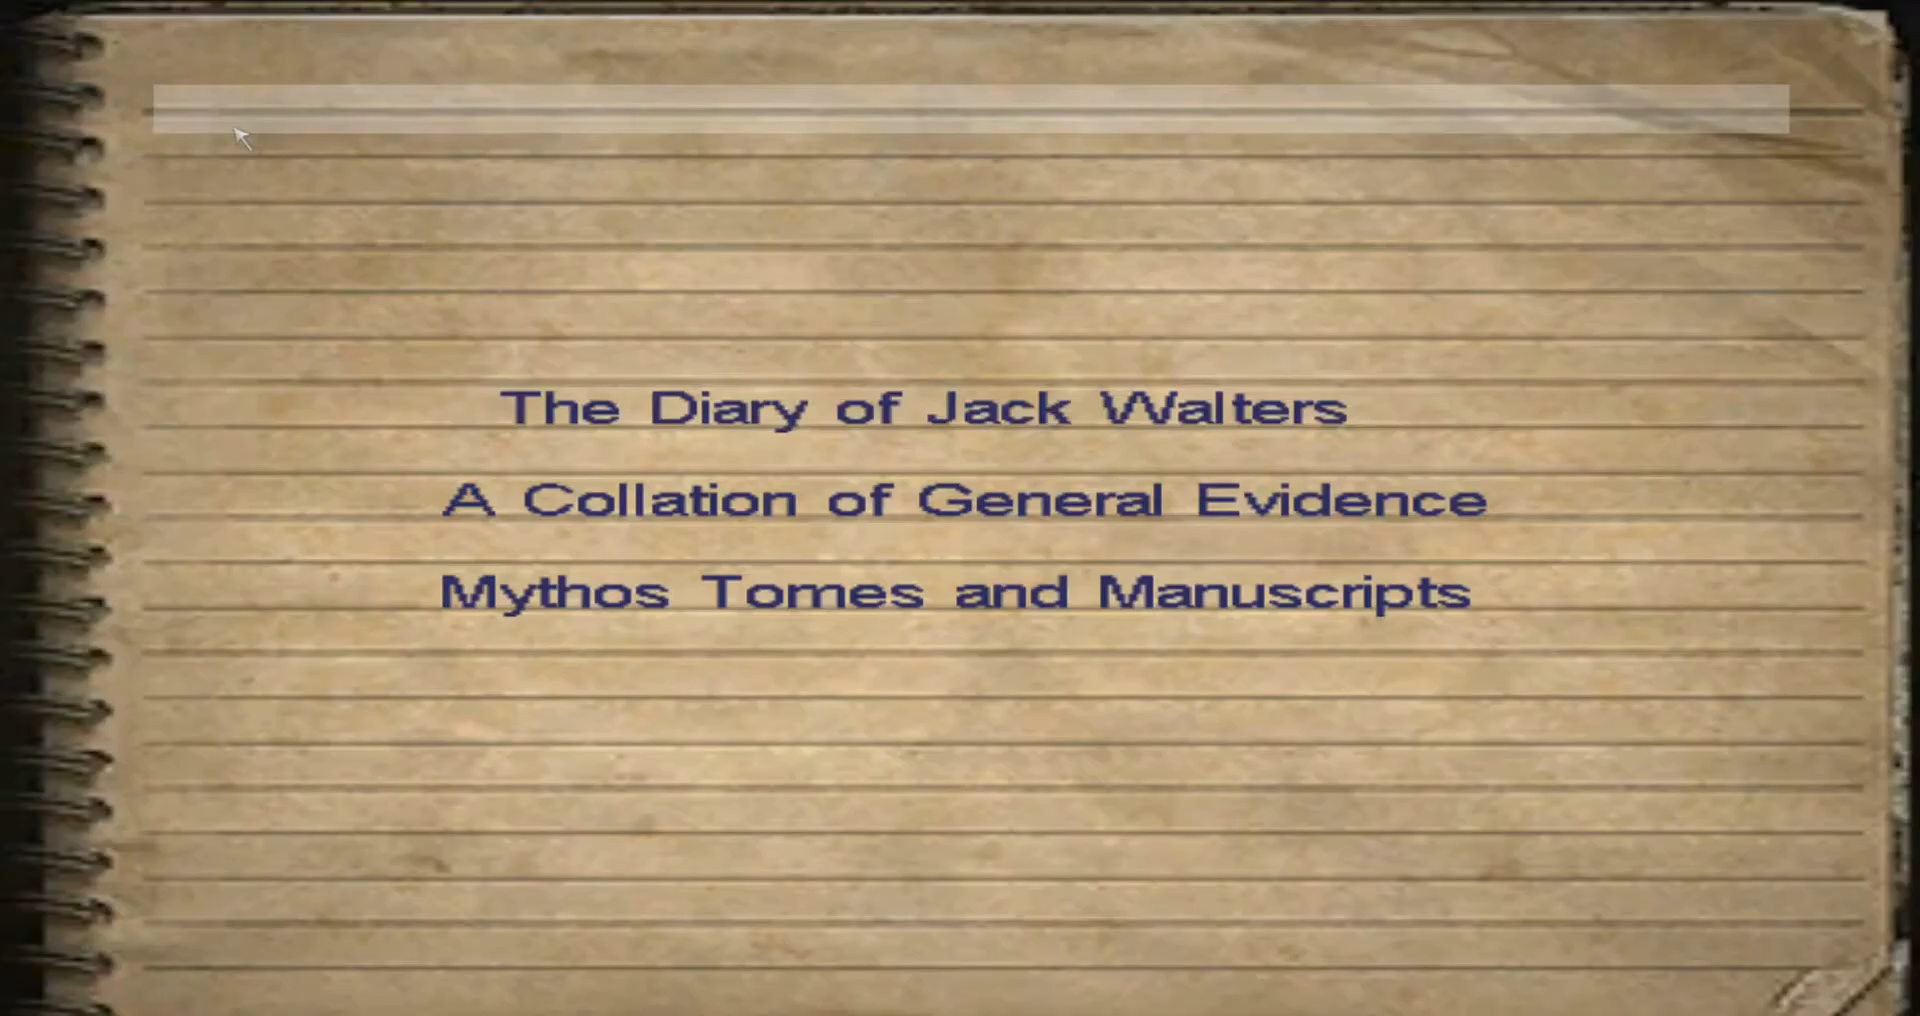 The Diary of Jack Walters
A Collation of General Evidence
Mythos Tomes and Manuscripts